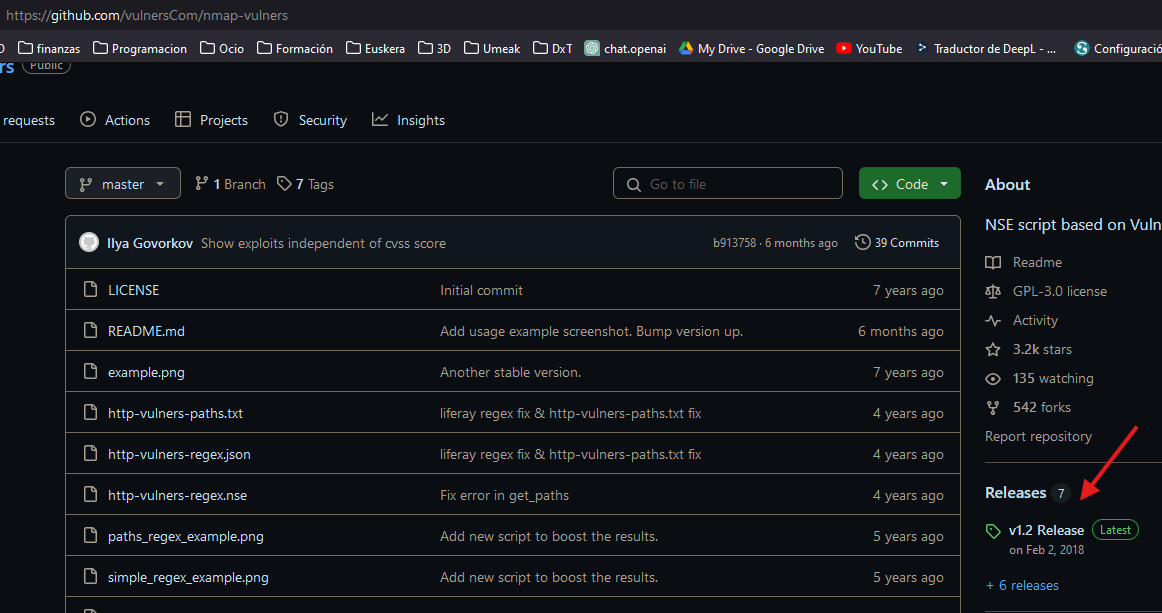 https://github.com/vulnersCom/nmap-vulners
finanzas Programacion Ocio Formación Euskera 3D Umeak DxT chat.openai My Drive - Google Drive YouTube Traductor de DeepL - ... Configuració
rs Public
requests Actions Projects Security Insights
master 1 Branch 7 Tags Go to file Code
About
NSE script based on Vuln
Ilya Govorkov Show exploits independent of cvss score b913758 · 6 months ago 39 Commits
Readme
LICENSE Initial commit 7 years ago
GPL-3.0 license
README.md Add usage example screenshot. Bump version up. 6 months ago
Activity
3.2k stars
example.png Another stable version. 7 years ago
135 watching
http-vulners-paths.txt liferay regex fix & http-vulners-paths.txt fix 4 years ago
542 forks
Report repository
http-vulners-regex.json liferay regex fix & http-vulners-paths.txt fix 4 years ago
http-vulners-regex.nse Fix error in get_paths 4 years ago
Releases 7
paths_regex_example.png Add new script to boost the results. 5 years ago
v1.2 Release Latest
on Feb 2, 2018
simple_regex_example.png Add new script to boost the results. 5 years ago
+ 6 releases